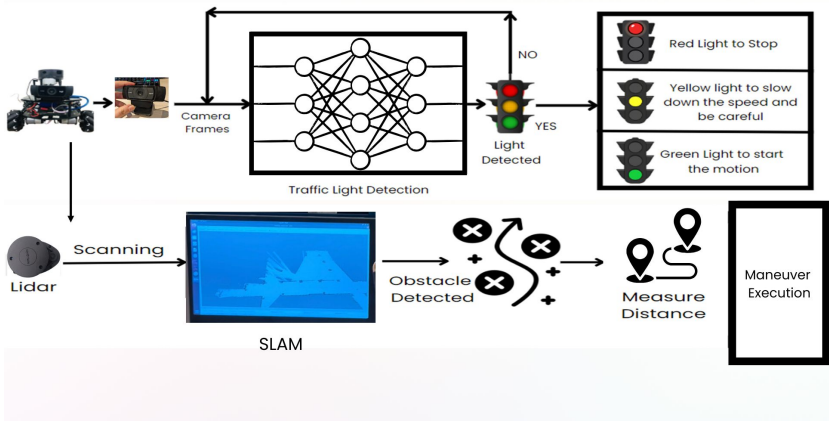 NO
Camera
Frames
Traffic Light Detection
YES
Light
Detected
Red Light to Stop
Yellow light to slow
down the speed and
be careful
Green Light to start
the motion
Scanning
Lidar
SLAM
Obstacle
Detected
Measure
Distance
Maneuver
Execution